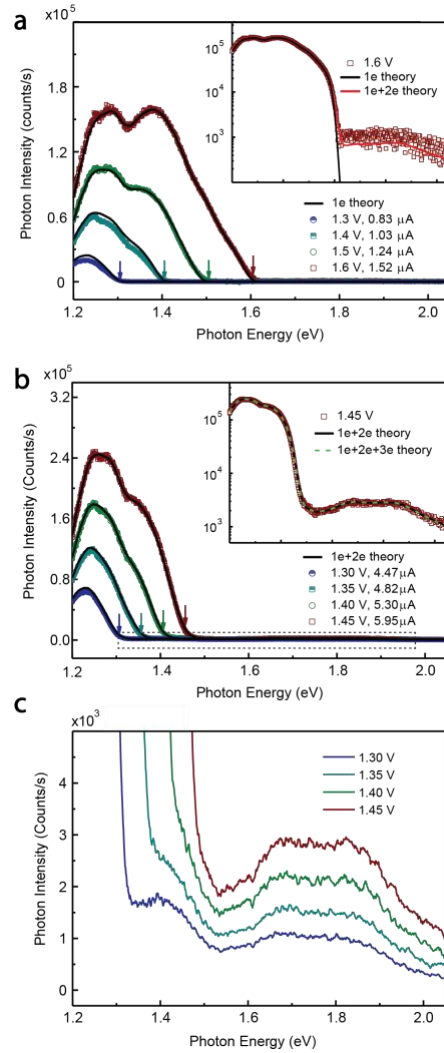 a
x10^5
Photon Intensity (counts/s)
2.4
1.8
1.2
0.6
0
10^5
10^4
10^3
1.6 V
1e theory
1e+2e theory
1e theory
1.3 V, 0.83 μA
1.4 V, 1.03 μA
1.5 V, 1.24 μA
1.6 V, 1.52 μA
1.2 1.4 1.6 1.8 2.0
Photon Energy (eV)
b
x10^5
Photon Intensity (Counts/s)
3.2
2.4
1.6
0.8
0.0
10^5
10^4
10^3
1.45 V
1e+2e theory
1e+2e+3e theory
1e+2e theory
1.30 V, 4.47μA
1.35 V, 4.82μA
1.40 V, 5.30μA
1.45 V, 5.95μA
1.2 1.4 1.6 1.8 2.0
Photon Energy (eV)
c
x10^3
Photon Intensity (Counts/s)
5
4
3
2
1
0
1.30 V
1.35 V
1.40 V
1.45 V
1.2 1.4 1.6 1.8 2.0
Photon Energy (eV)